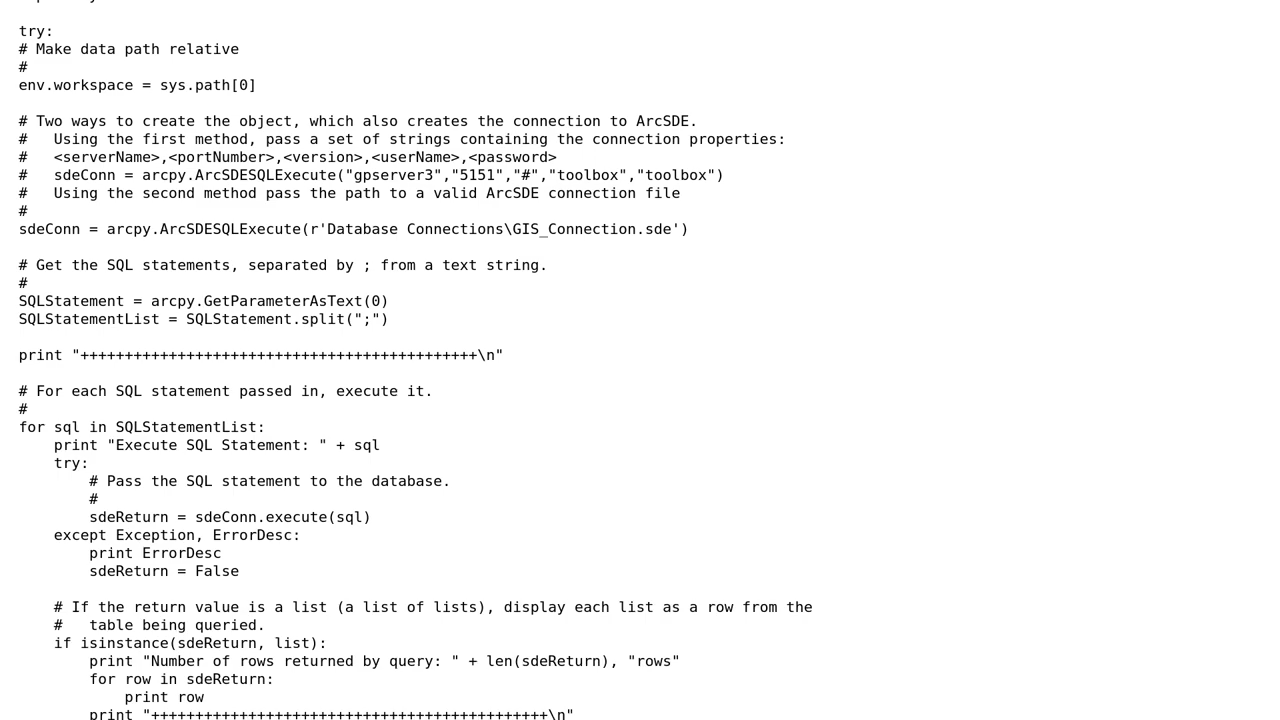 try:
# Make data path relative
#
env.workspace = sys.path[0]
# Two ways to create the object, which also creates the connection to ArcSDE.
#   Using the first method, pass a set of strings containing the connection properties:
#   <serverName>,<portNumber>,<version>,<userName>,<password>
#   sdeConn = arcpy.ArcSDESQLExecute("gpserver3","5151","#","toolbox","toolbox")
#   Using the second method pass the path to a valid ArcSDE connection file
#
sdeConn = arcpy.ArcSDESQLExecute(r'Database Connections\GIS_Connection.sde')
# Get the SQL statements, separated by ; from a text string.
#
SQLStatement = arcpy.GetParameterAsText(0)
SQLStatementList = SQLStatement.split(";")
print "+++++++++++++++++++++++++++++++++++++++++++++\n"
# For each SQL statement passed in, execute it.
#
for sql in SQLStatementList:
    print "Execute SQL Statement: " + sql
    try:
        # Pass the SQL statement to the database.
        #
        sdeReturn = sdeConn.execute(sql)
    except Exception, ErrorDesc:
        print ErrorDesc
        sdeReturn = False
    # If the return value is a list (a list of lists), display each list as a row from the
    #   table being queried.
    if isinstance(sdeReturn, list):
        print "Number of rows returned by query: " + len(sdeReturn), "rows"
        for row in sdeReturn:
            print row
        print "+++++++++++++++++++++++++++++++++++++++++++++\n"